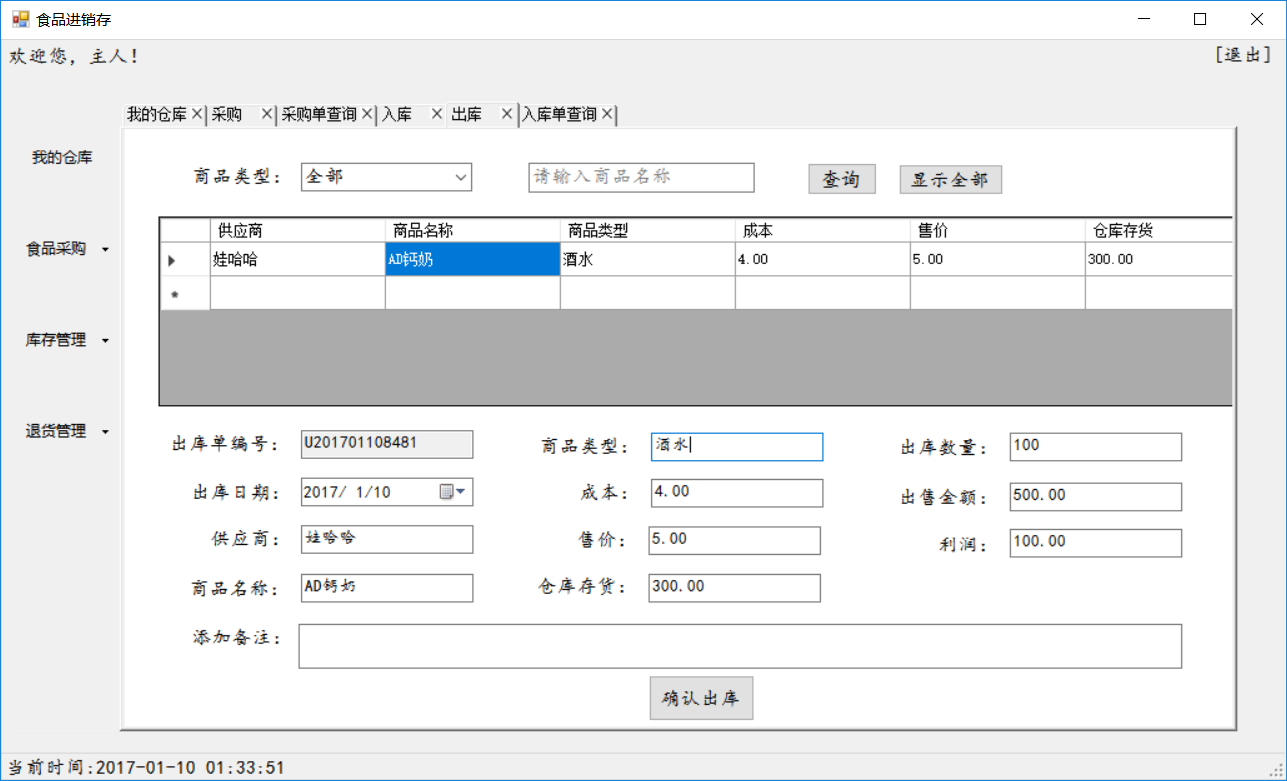 食品进销存
欢迎您，主人！ [退出]
我的仓库 采购 采购单查询 入库 出库 入库单查询
我的仓库
食品采购
库存管理
退货管理
商品类型： 全部 请输入商品名称 查询 显示全部
供应商 商品名称 商品类型 成本 售价 仓库存货
娃哈哈 AD钙奶 酒水 4.00 5.00 300.00
出库单编号： U201701108481 商品类型： 酒水 出库数量： 100
出库日期： 2017/ 1/10 成本： 4.00 出售金额： 500.00
供应商： 娃哈哈 售价： 5.00 利润： 100.00
商品名称： AD钙奶 仓库存货： 300.00
添加备注：
确认出库
当前时间:2017-01-10 01:33:51